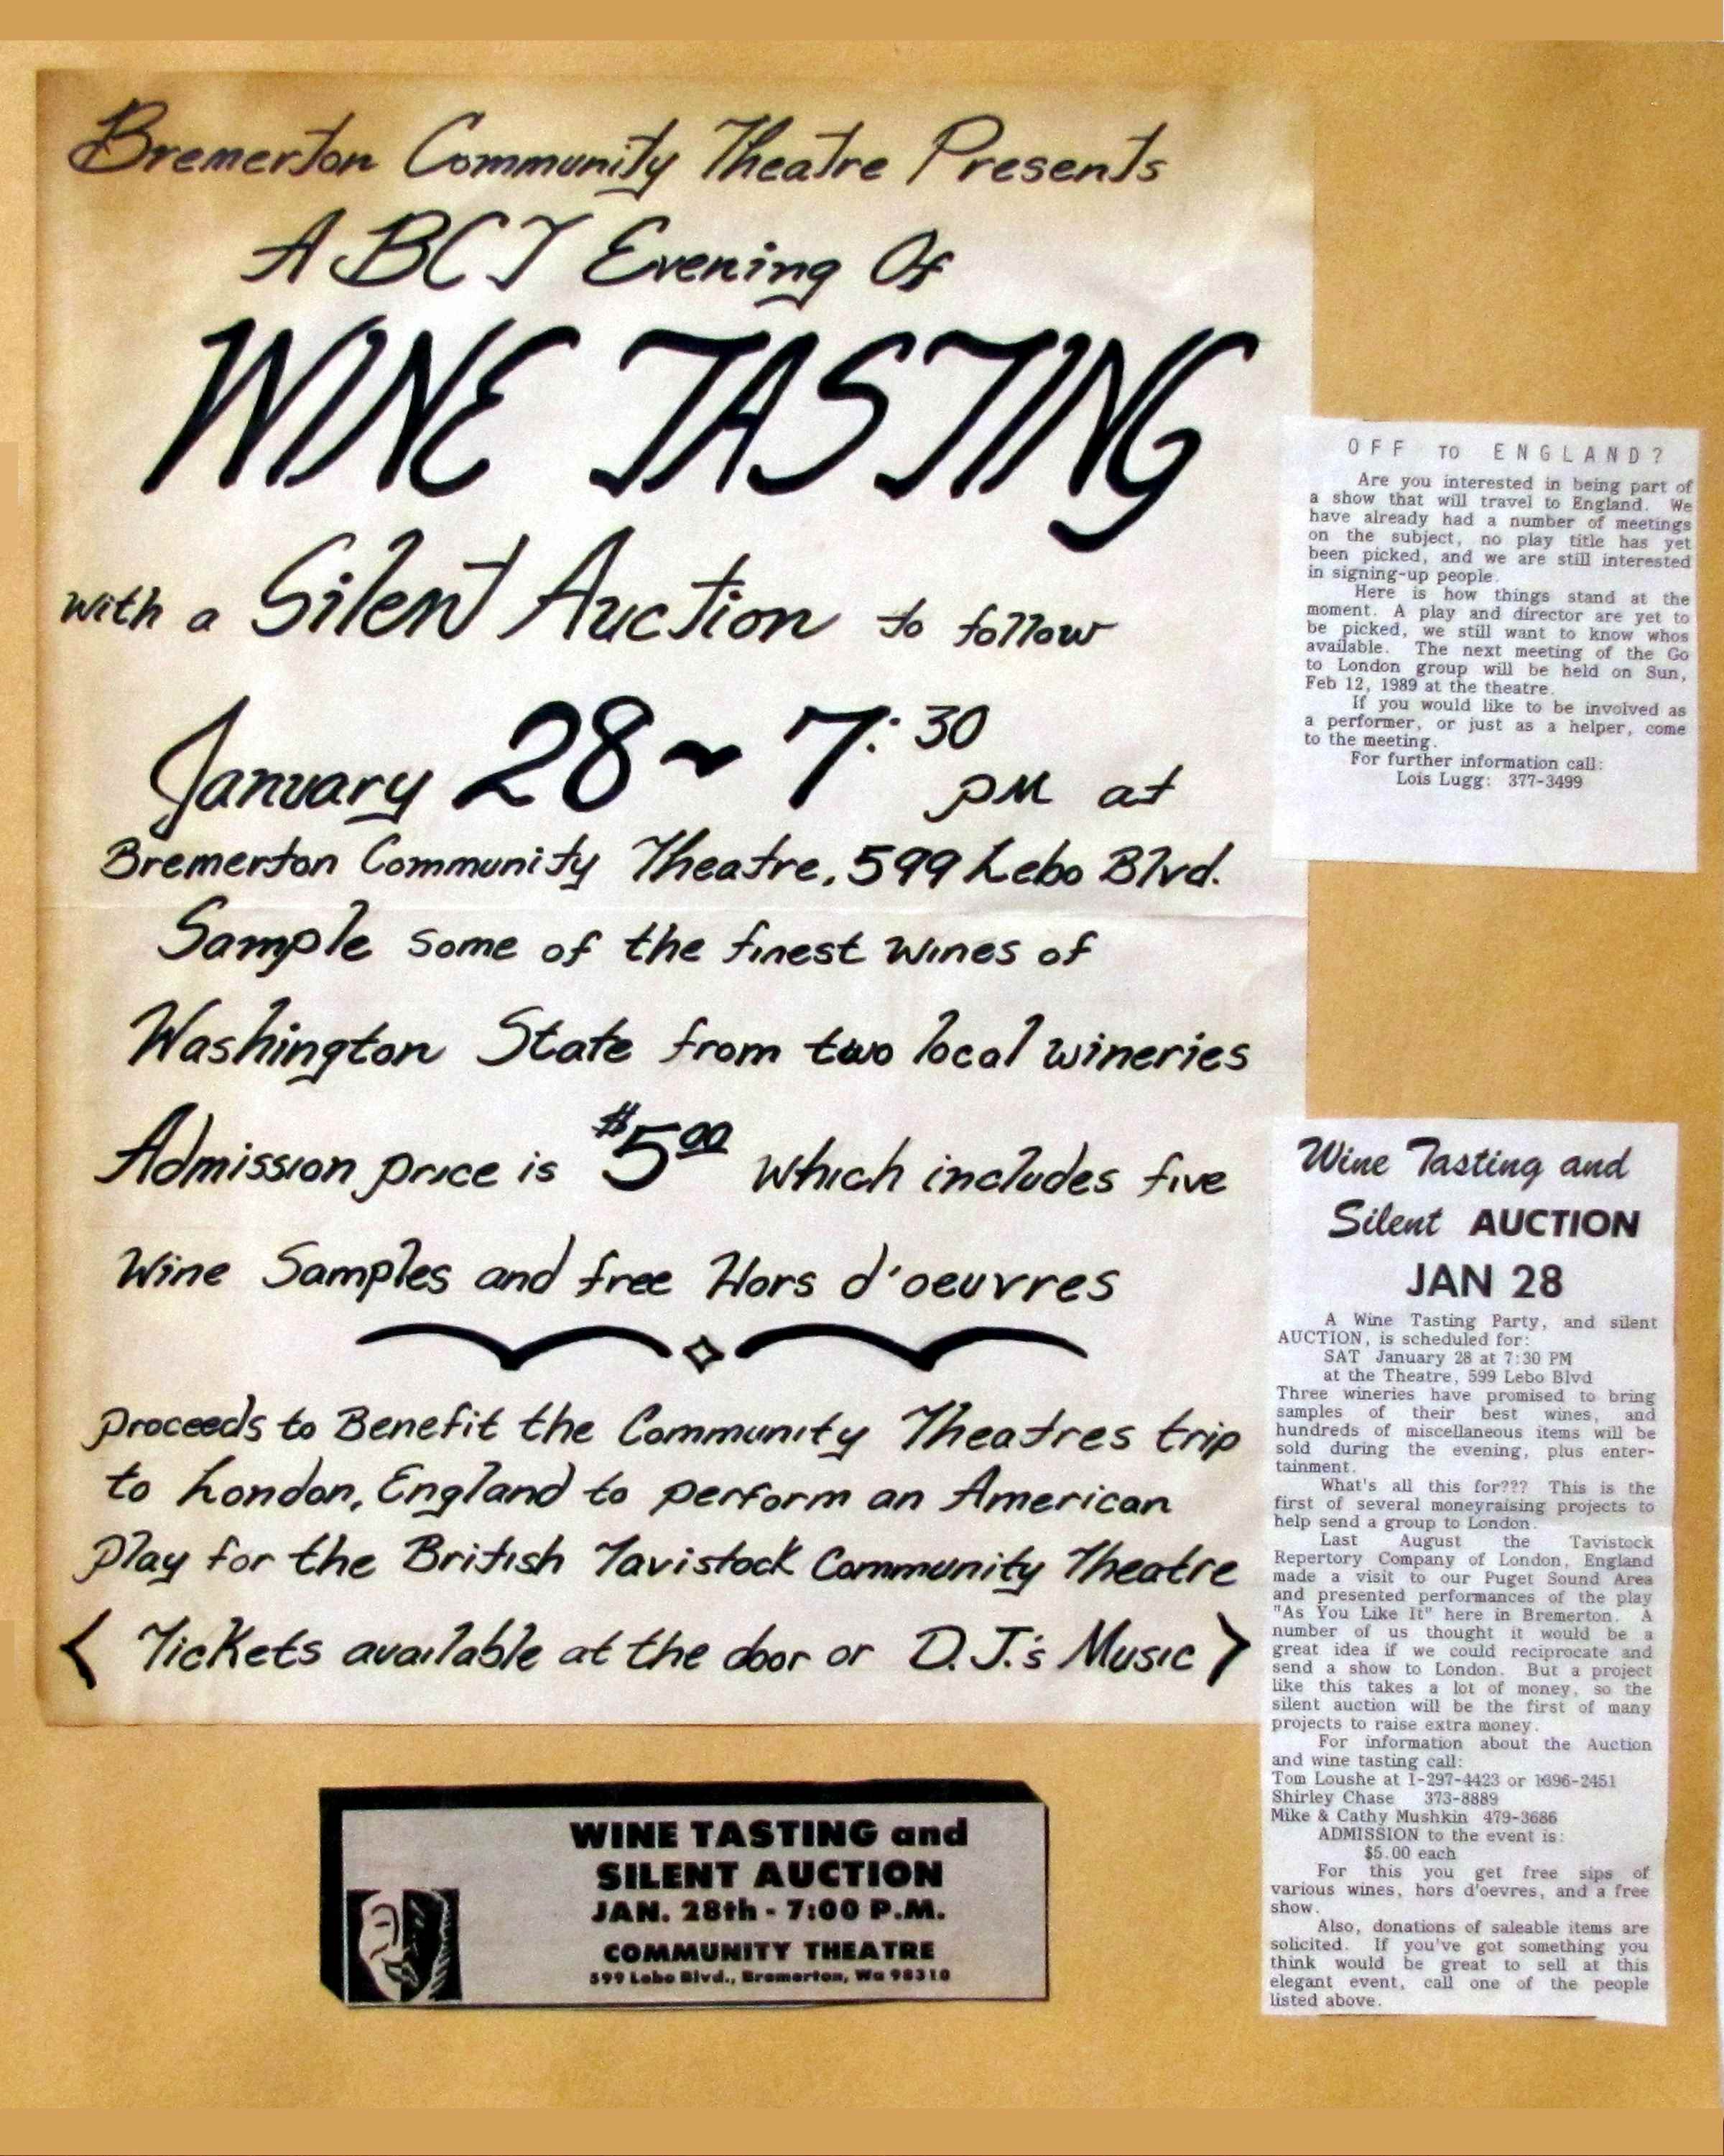 Bremerton Community Theatre Presents
A BCT Evening Of
WINE TASTING
with a Silent Auction to follow
January 28 ~ 7:30 pm at
Bremerton Community Theatre, 599 Lebo Blvd.
Sample some of the finest wines of
Washington State from two local wineries
Admission price is $5.00 which includes five
Wine Samples and free Hors d'oeuvres
proceeds to Benefit the Community Theatres trip
to London, England to perform an American
play for the British Tavistock Community Theatre
< Tickets available at the door or D.J.'s Music >
OFF TO ENGLAND?
Are you interested in being part of
a show that will travel to England. We
have already had a number of meetings
on the subject, no play title has yet
been picked, and we are still interested
in signing-up people.
Here is how things stand at the
moment. A play and director are yet to
be picked, we still want to know whos
available. The next meeting of the Go
to London group will be held on Sun,
Feb 12, 1989 at the theatre.
If you would like to be involved as
a performer, or just as a helper, come
to the meeting.
For further information call:
Lois Lugg: 377-3499
Wine Tasting and
Silent AUCTION
JAN 28
A Wine Tasting Party, and silent
AUCTION, is scheduled for:
SAT January 28 at 7:30 PM
at the Theatre, 599 Lebo Blvd
Three wineries have promised to bring
samples of their best wines, and
hundreds of miscellaneous items will be
sold during the evening, plus enter-
tainment.
What's all this for??? This is the
first of several moneyraising projects to
help send a group to London.
Last August the Tavistock
Repertory Company of London, England
made a visit to our Puget Sound Area
and presented performances of the play
"As You Like It" here in Bremerton. A
number of us thought it would be a
great idea if we could reciprocate and
send a show to London. But a project
like this takes a lot of money, so the
silent auction will be the first of many
projects to raise extra money.
For information about the Auction
and wine tasting call:
Tom Loushe at 1-297-4423 or 1696-2451
Shirley Chase 373-8889
Mike & Cathy Mushkin 479-3686
ADMISSION to the event is:
$5.00 each
For this you get free sips of
various wines, hors d'oevres, and a free
show.
Also, donations of saleable items are
solicited. If you've got something you
think would be great to sell at this
elegant event, call one of the people
listed above.
WINE TASTING and
SILENT AUCTION
JAN. 28th - 7:00 P.M.
COMMUNITY THEATRE
599 Lebo Blvd., Bremerton, Wa 98310